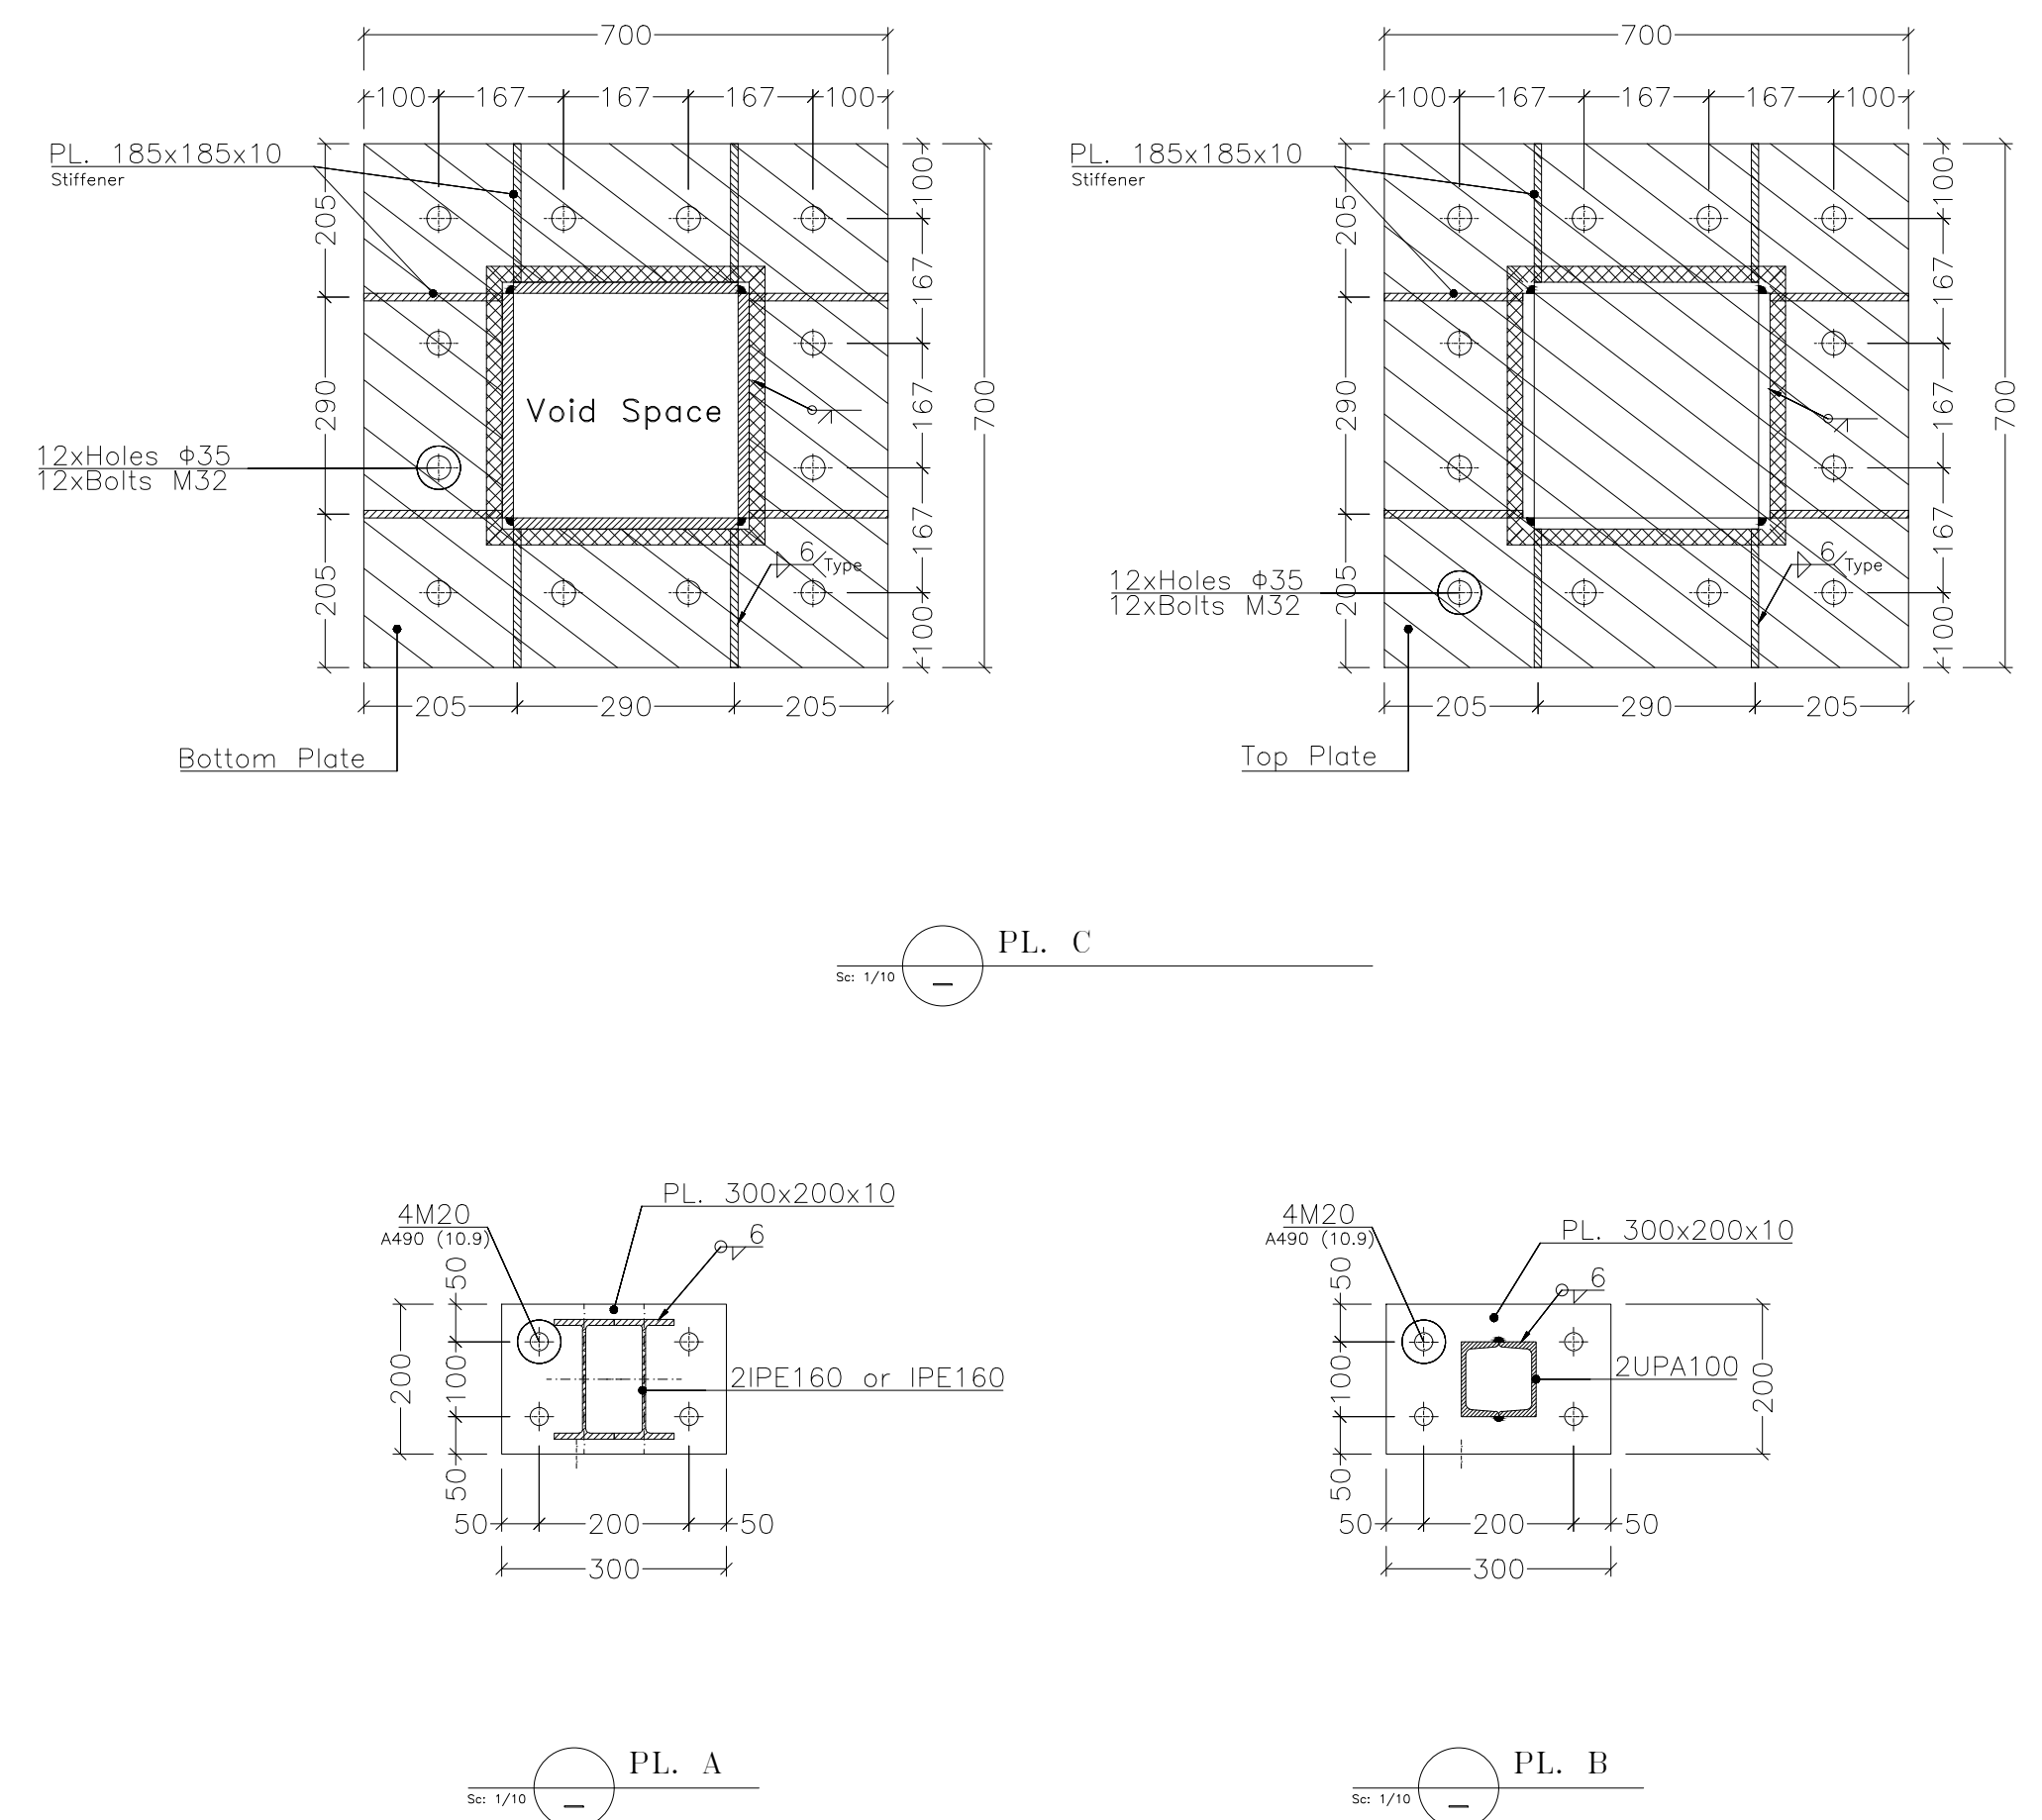 700
100 167 167 167 100
PL. 185x185x10
Stiffener
205
290
205
100
167
167
167
100
700
Void Space
12xHoles Φ35
12xBolts M32
6
Type
205 290 205
Bottom Plate
700
100 167 167 167 100
PL. 185x185x10
Stiffener
205
290
205
100
167
167
167
100
700
12xHoles Φ35
12xBolts M32
6
Type
205 290 205
Top Plate
PL. C
Sc: 1/10
PL. 300x200x10
4M20
A490 (10.9)
6
50
100
50
200
2IPE160 or IPE160
50 200 50
300
PL. A
Sc: 1/10
4M20
A490 (10.9)
PL. 300x200x10
6
50
100
50
2UPA100
200
50 200 50
300
PL. B
Sc: 1/10